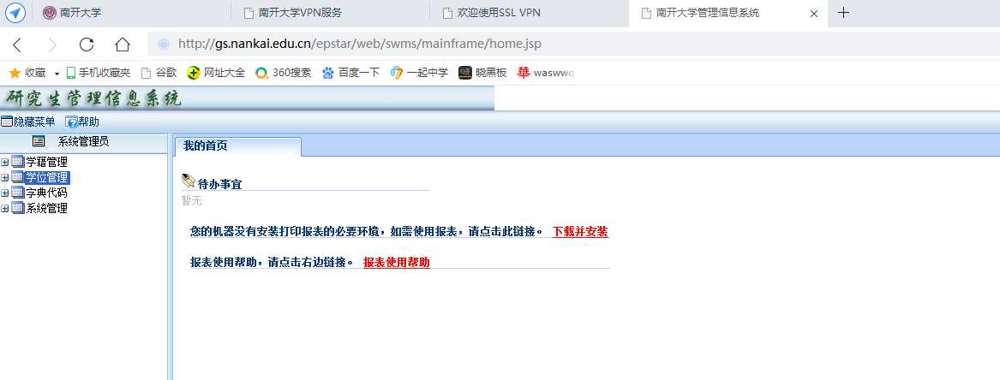 南开大学 南开大学VPN服务 欢迎使用SSL VPN 南开大学管理信息系统
http://gs.nankai.edu.cn/epstar/web/swms/mainframe/home.jsp
收藏 手机收藏夹 谷歌 网址大全 360搜索 百度一下 一起中学 晓黑板 waswwq
研究生管理信息系统
隐藏菜单 帮助
系统管理员
我的首页
学籍管理
学位管理
字典代码
系统管理
待办事宜
暂无
您的机器没有安装打印报表的必要环境，如需使用报表，请点击此链接。 下载并安装
报表使用帮助，请点击右边链接。 报表使用帮助